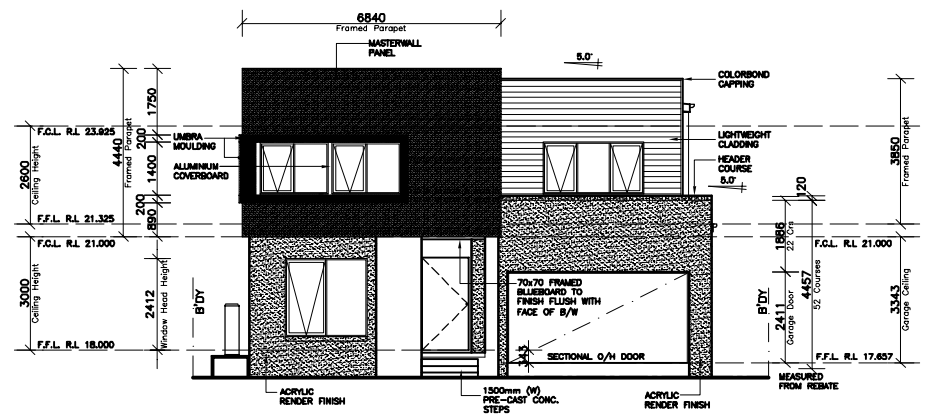 6840
Framed Parapet
MASTERWALL
PANEL
5.0°
COLORBOND
CAPPING
1750
F.C.L. R.L 23.925
4440
Framed Parapet
200
UMBRA
MOULDING
LIGHTWEIGHT
CLADDING
3850
Framed Parapet
2600
Ceiling Height
1400
ALUMINIUM
COVERBOARD
HEADER
COURSE
5.0°
120
200
F.F.L. R.L 21.325
890
F.C.L. R.L 21.000
1886
22 Crs
F.C.L. R.L 21.000
3000
Ceiling Height
2412
Window Head Height
B'DY
70x70 FRAMED
BLUEBOARD TO
FINISH FLUSH WITH
FACE OF B/W
B'DY
2411
Garage Door
4457
52 Courses
3343
Garage Ceiling
F.F.L. R.L 18.000
343
SECTIONAL O/H DOOR
F.F.L. R.L 17.657
MEASURED
FROM REBATE
ACRYLIC
RENDER FINISH
1500mm (W)
PRE-CAST CONC.
STEPS
ACRYLIC
RENDER FINISH